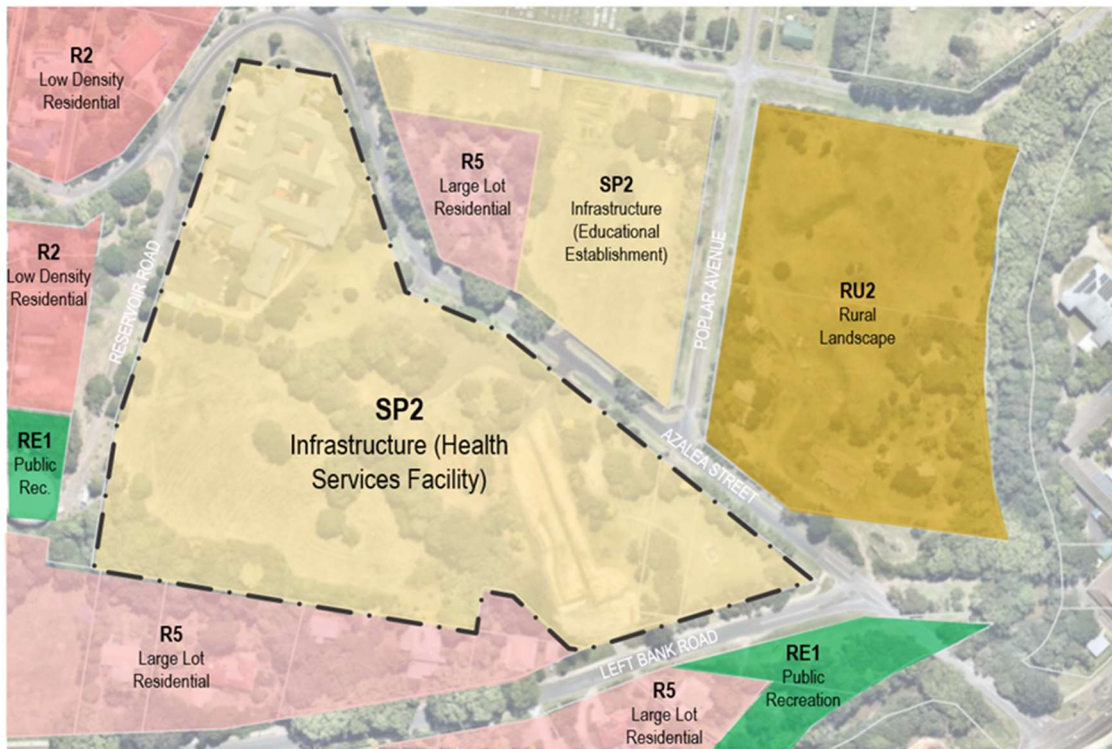 R2
Low Density
Residential
R5
Large Lot
Residential
SP2
Infrastructure
(Educational
Establishment)
R2
Low Density
Residential
RESERVOIR ROAD
POPLAR AVENUE
RU2
Rural
Landscape
SP2
Infrastructure (Health
Services Facility)
RE1
Public
Rec.
AZALEA STREET
R5
Large Lot
Residential
LEFT BANK ROAD
RE1
Public
Recreation
R5
Large Lot
Residential